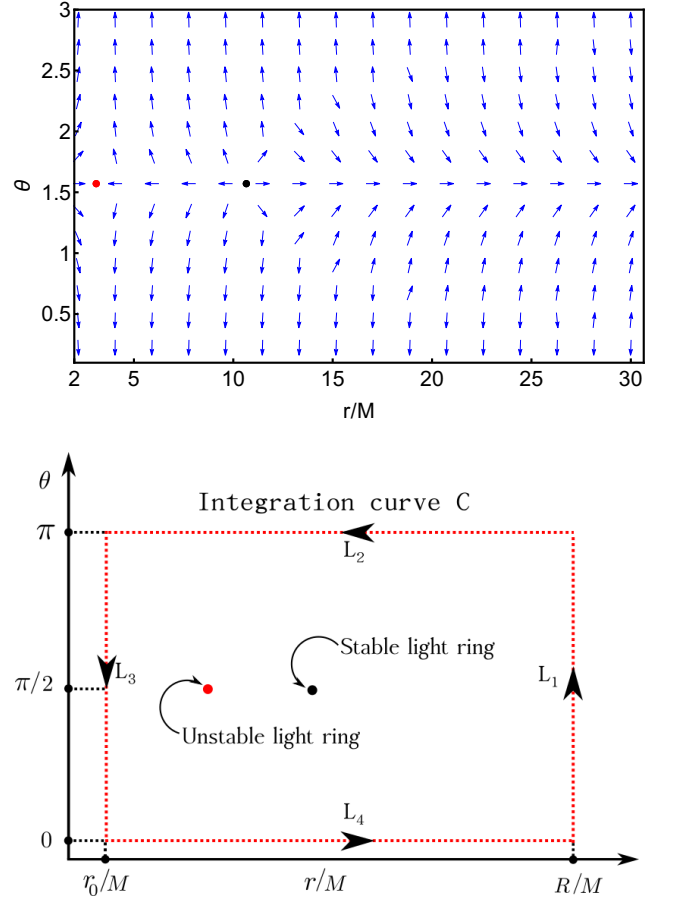 3
2.5
2
θ
1.5
1
0.5
2 5 10 15 20 25 30
r/M
θ
Integration curve C
π
L2
Stable light ring
π/2
L3
L1
Unstable light ring
L4
0
r0/M r/M R/M